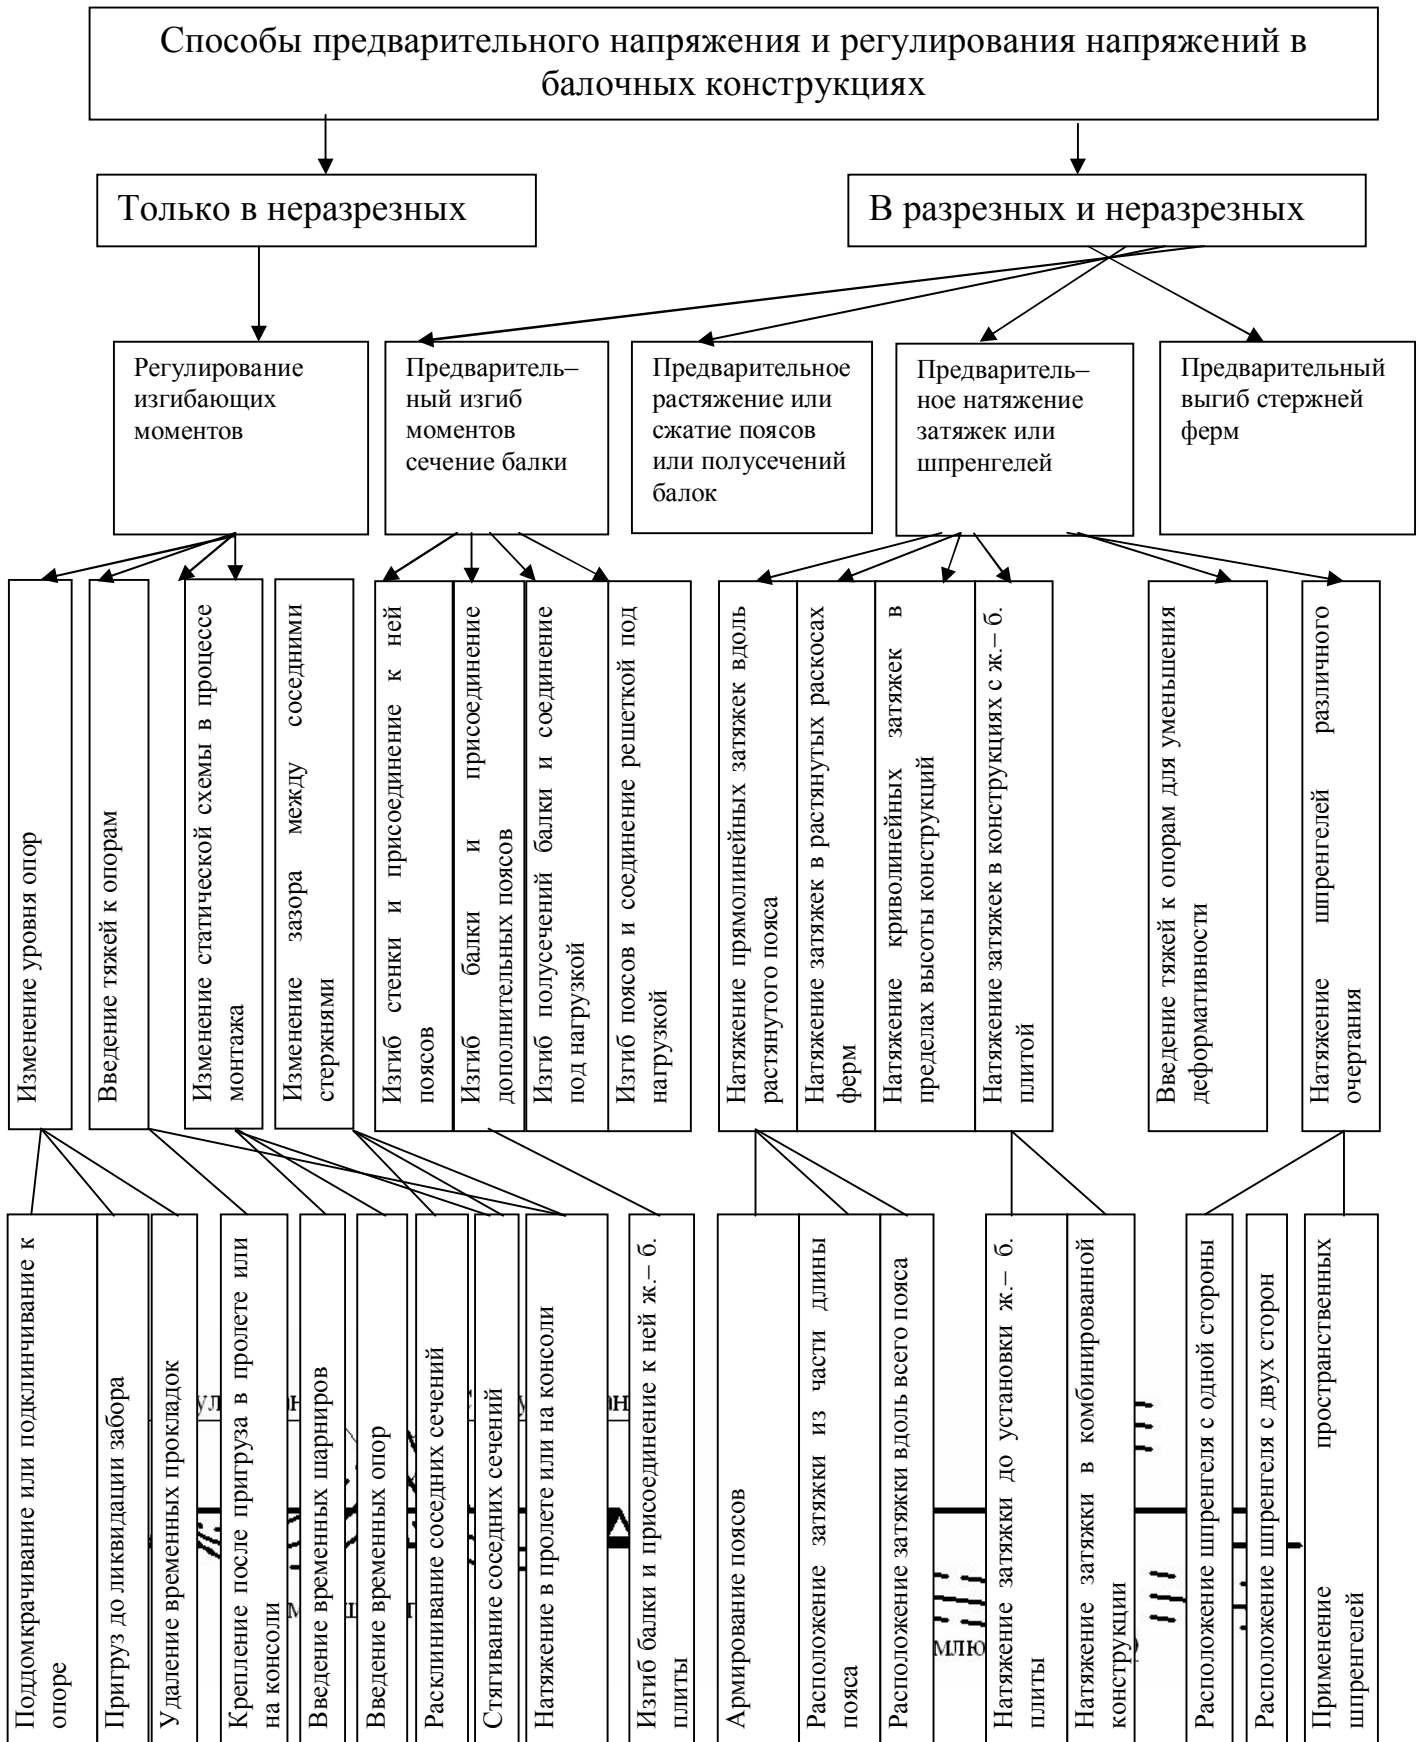 Способы предварительного напряжения и регулирования напряжений в
балочных конструкциях
Только в неразрезных
В разрезных и неразрезных
Регулирование
изгибающих
моментов
Предваритель–
ный изгиб
моментов
сечение балки
Предварительное
растяжение или
сжатие поясов
или полусечений
балок
Предваритель–
ное натяжение
затяжек или
шпренгелей
Предварительный
выгиб стержней
ферм
Изменение уровня опор
Введение тяжей к опорам
Изменение статической схемы в процессе
монтажа
Изменение зазора между соседними
стержнями
Изгиб стенки и присоединение к ней
поясов
Изгиб балки и присоединение
дополнительных поясов
Изгиб полусечений балки и соединение
под нагрузкой
Изгиб поясов и соединение решеткой под
нагрузкой
Натяжение прямолинейных затяжек вдоль
растянутого пояса
Натяжение затяжек в растянутых раскосах
ферм
Натяжение криволинейных затяжек в
пределах высоты конструкций
Натяжение затяжек в конструкциях с ж.– б.
плитой
Введение тяжей к опорам для уменьшения
деформативности
Натяжение шпренгелей различного
очертания
Поддомкрачивание или подклинчивание к
опоре
Пригруз до ликвидации забора
Удаление временных прокладок
Крепление после пригруза в пролете или
на консоли
Введение временных шарниров
Введение временных опор
Расклинивание соседних сечений
Стягивание соседних сечений
Натяжение в пролете или на консоли
Изгиб балки и присоединение к ней ж.– б.
плиты
Армирование поясов
Расположение затяжки из части длины
пояса
Расположение затяжки вдоль всего пояса
Натяжение затяжки до установки ж.– б.
плиты
Натяжение затяжки в комбинированной
конструкции
Расположение шпренгеля с одной стороны
Расположение шпренгеля с двух сторон
Применение пространственных
шпренгелей